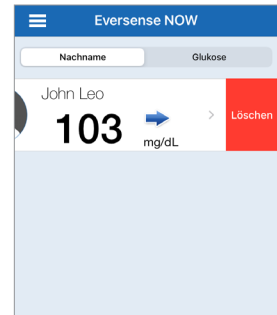 Eversense NOW
Nachname Glukose
John Leo
103 mg/dL
Löschen